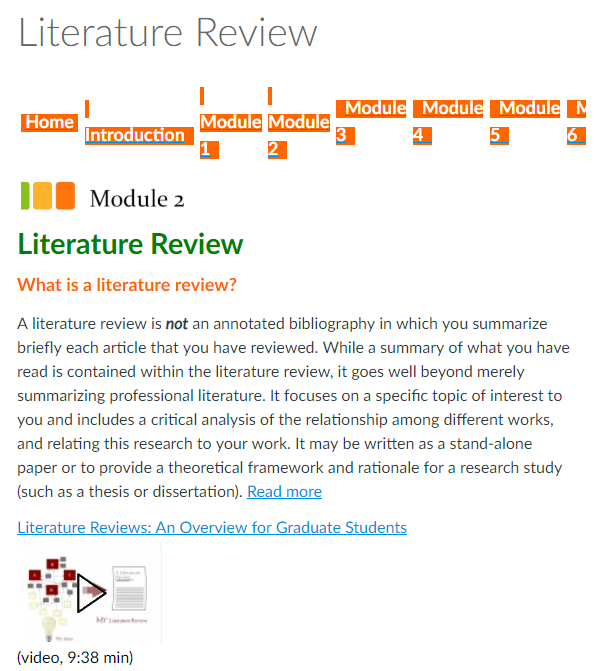 Literature Review
Home | Introduction | Module 1 | Module 2 | Module 3 Module 4 Module 5 M 6
Module 2
Literature Review
What is a literature review?
A literature review is not an annotated bibliography in which you summarize
briefly each article that you have reviewed. While a summary of what you have
read is contained within the literature review, it goes well beyond merely
summarizing professional literature. It focuses on a specific topic of interest to
you and includes a critical analysis of the relationship among different works,
and relating this research to your work. It may be written as a stand-alone
paper or to provide a theoretical framework and rationale for a research study
(such as a thesis or dissertation). Read more
Literature Reviews: An Overview for Graduate Students
MY Literature Review
(video, 9:38 min)